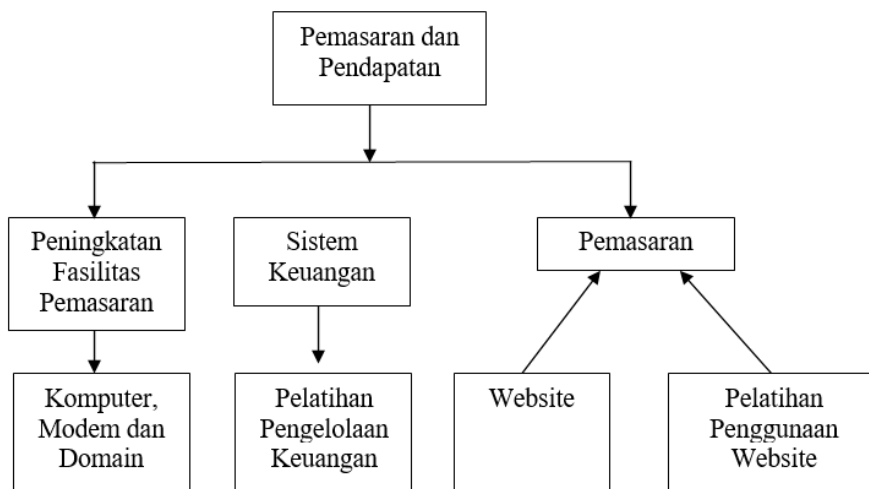 Pemasaran dan
Pendapatan
Peningkatan
Fasilitas
Pemasaran
Sistem
Keuangan
Pemasaran
Komputer,
Modem dan
Domain
Pelatihan
Pengelolaan
Keuangan
Website
Pelatihan
Penggunaan
Website